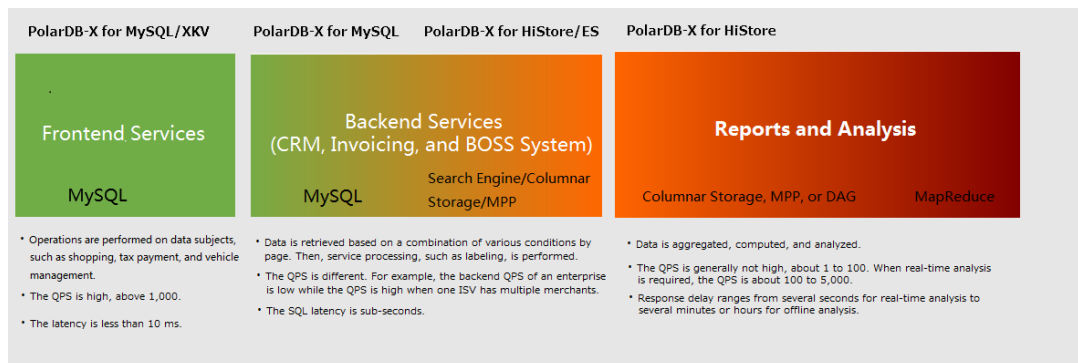 PolarDB-X for MySQL/XKV
PolarDB-X for MySQL
PolarDB-X for HiStore/ES
PolarDB-X for HiStore
Frontend Services
MySQL
Backend Services
(CRM, Invoicing, and BOSS System)
MySQL
Search Engine/Columnar
Storage/MPP
Reports and Analysis
Columnar Storage, MPP, or DAG
MapReduce
• Operations are performed on data subjects,
such as shopping, tax payment, and vehicle
management.
• The QPS is high, above 1,000.
• The latency is less than 10 ms.
• Data is retrieved based on a combination of various conditions by
page. Then, service processing, such as labeling, is performed.
• The QPS is different. For example, the backend QPS of an enterprise
is low while the QPS is high when one ISV has multiple merchants.
• The SQL latency is sub-seconds.
• Data is aggregated, computed, and analyzed.
• The QPS is generally not high, about 1 to 100. When real-time analysis
is required, the QPS is about 100 to 5,000.
• Response delay ranges from several seconds for real-time analysis to
several minutes or hours for offline analysis.